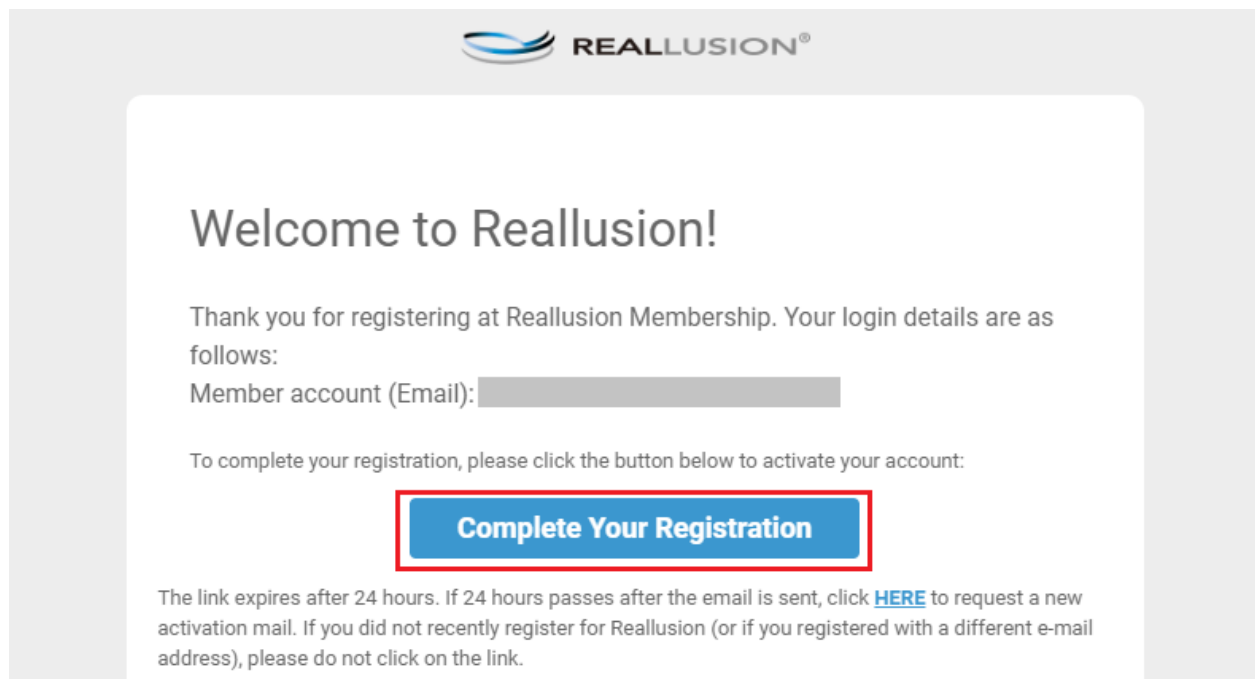 REALLUSION®
Welcome to Reallusion!
Thank you for registering at Reallusion Membership. Your login details are as
follows:
Member account (Email):
To complete your registration, please click the button below to activate your account:
Complete Your Registration
The link expires after 24 hours. If 24 hours passes after the email is sent, click HERE to request a new
activation mail. If you did not recently register for Reallusion (or if you registered with a different e-mail
address), please do not click on the link.